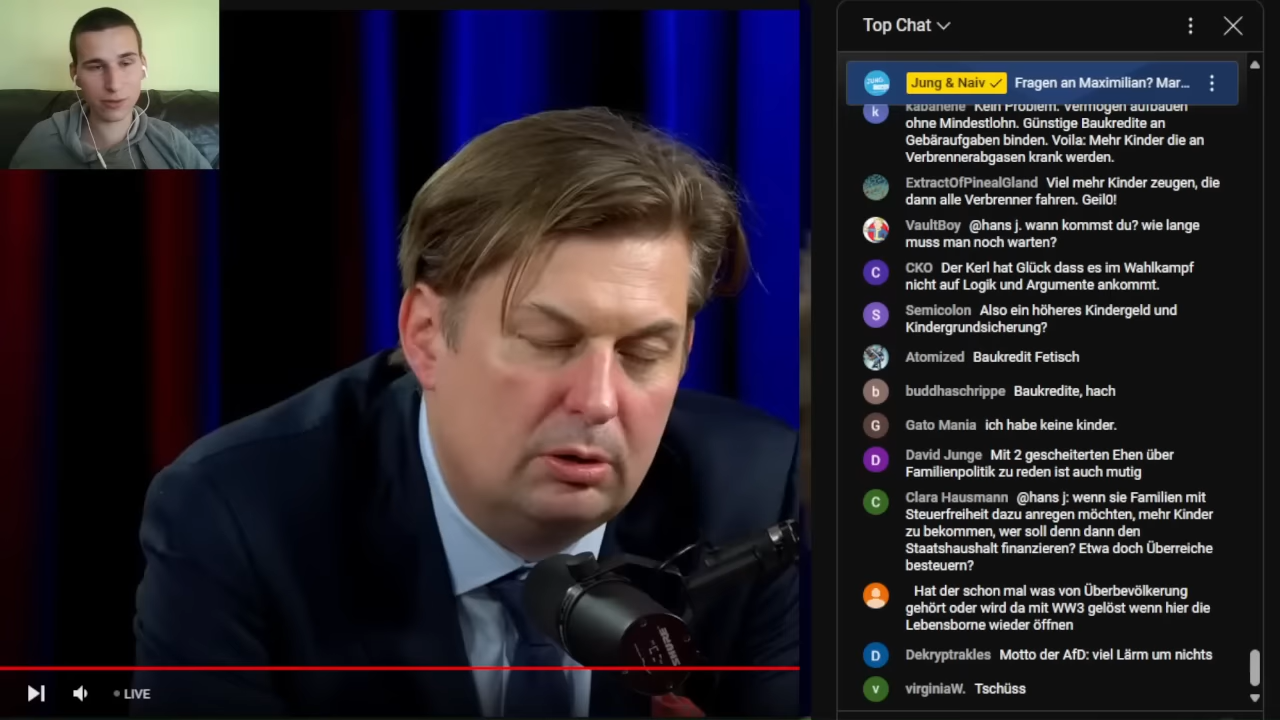 Top Chat
JUNG
Jung & Naiv Fragen an Maximilian? Mar...
k kabanene Kein Problem. Vermögen aufbauen
ohne Mindestlohn. Günstige Baukredite an
Gebäraufgaben binden. Voila: Mehr Kinder die an
Verbrennerabgasen krank werden.
ExtractOfPinealGland Viel mehr Kinder zeugen, die
dann alle Verbrenner fahren. Geil0!
VaultBoy @hans j. wann kommst du? wie lange
muss man noch warten?
C CKO Der Kerl hat Glück dass es im Wahlkampf
nicht auf Logik und Argumente ankommt.
S Semicolon Also ein höheres Kindergeld und
Kindergrundsicherung?
Atomized Baukredit Fetisch
b buddhaschrippe Baukredite, hach
G Gato Mania ich habe keine kinder.
D David Junge Mit 2 gescheiterten Ehen über
Familienpolitik zu reden ist auch mutig
C Clara Hausmann @hans j: wenn sie Familien mit
Steuerfreiheit dazu anregen möchten, mehr Kinder
zu bekommen, wer soll denn dann den
Staatshaushalt finanzieren? Etwa doch Überreiche
besteuern?
Hat der schon mal was von Überbevölkerung
gehört oder wird da mit WW3 gelöst wenn hier die
Lebensborne wieder öffnen
D Dekryptrakles Motto der AfD: viel Lärm um nichts
v virginiaW. Tschüss
SHURE
LIVE